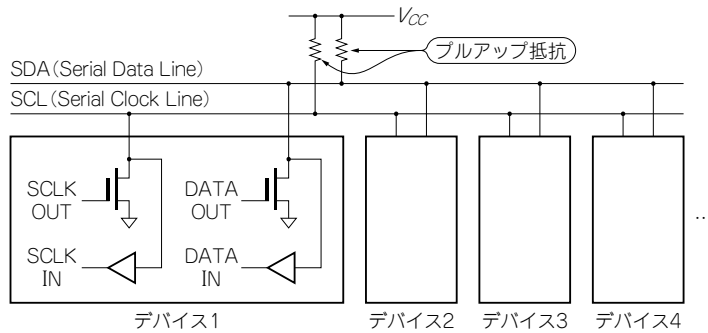 VCC
プルアップ抵抗
SDA(Serial Data Line)
SCL(Serial Clock Line)
SCLK
OUT
DATA
OUT
SCLK
IN
DATA
IN
..
デバイス1
デバイス2
デバイス3
デバイス4